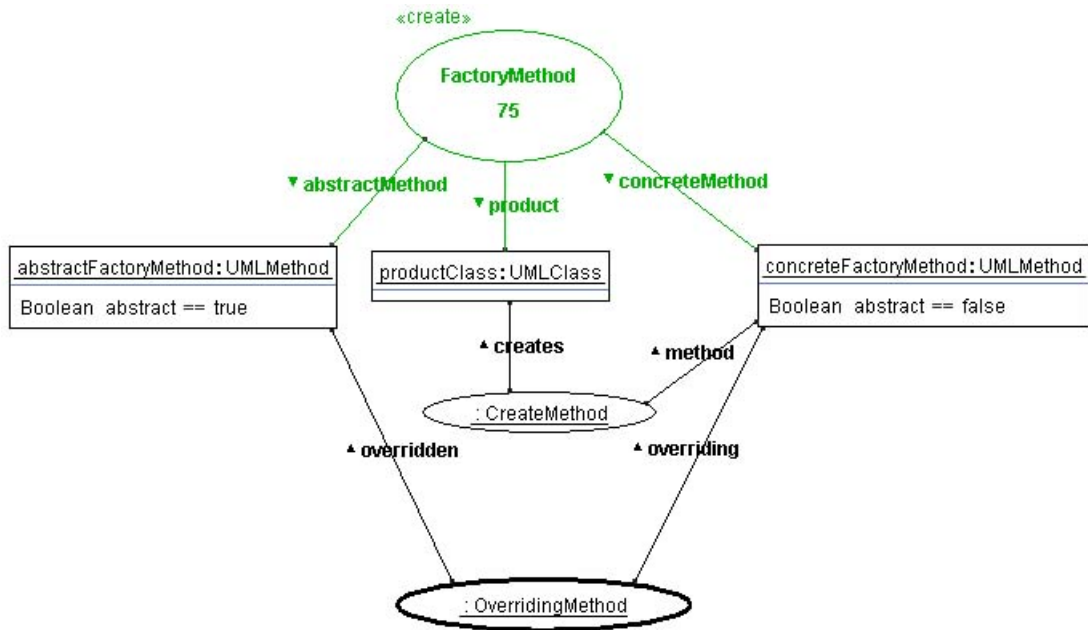 «create»
FactoryMethod
75
▼ abstractMethod
▼ product
▼ concreteMethod
abstractFactoryMethod:UMLMethod
Boolean abstract == true
productClass:UMLClass
concreteFactoryMethod:UMLMethod
Boolean abstract == false
▲ creates
▲ method
: CreateMethod
▲ overridden
▲ overriding
: OverridingMethod